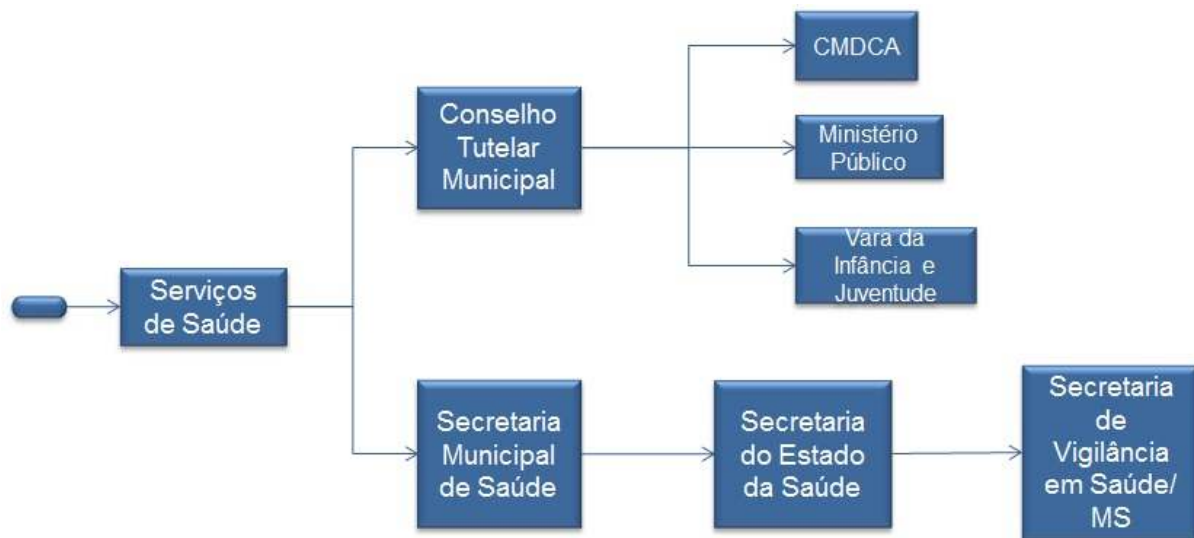 CMDCA
Conselho
Tutelar
Municipal
Ministério
Público
Vara da
Infância e
Juventude
Serviços
de Saúde
Secretaria
Municipal
de Saúde
Secretaria
do Estado
da Saúde
Secretaria
de
Vigilância
em Saúde/
MS